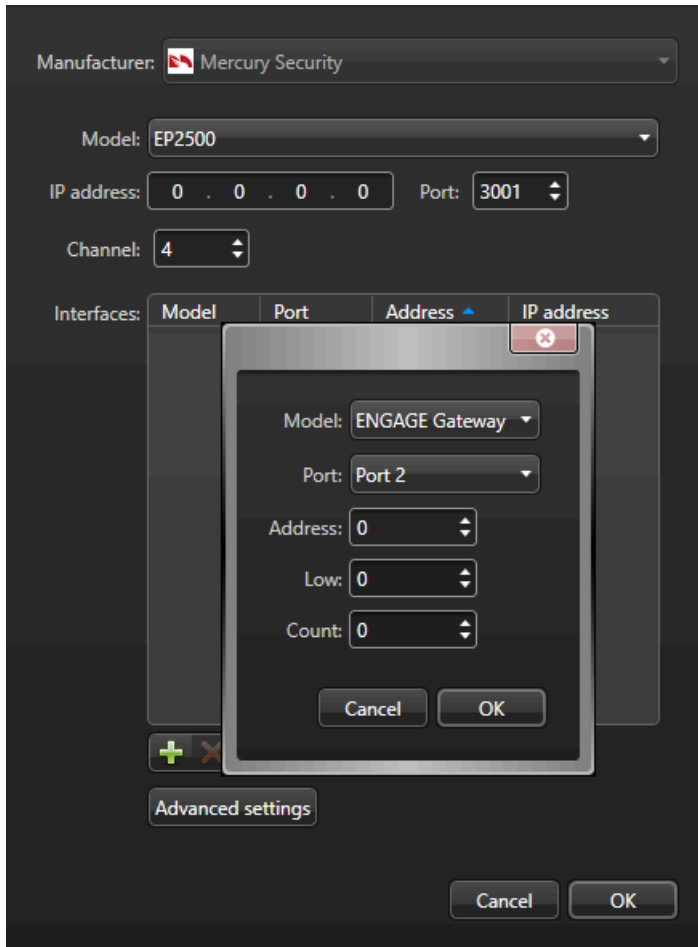 Manufacturer: Mercury Security
Model: EP2500
IP address: 0 . 0 . 0 . 0 Port: 3001
Channel: 4
Interfaces: Model Port Address IP address
Model: ENGAGE Gateway
Port: Port 2
Address: 0
Low: 0
Count: 0
Cancel OK
Advanced settings
Cancel OK